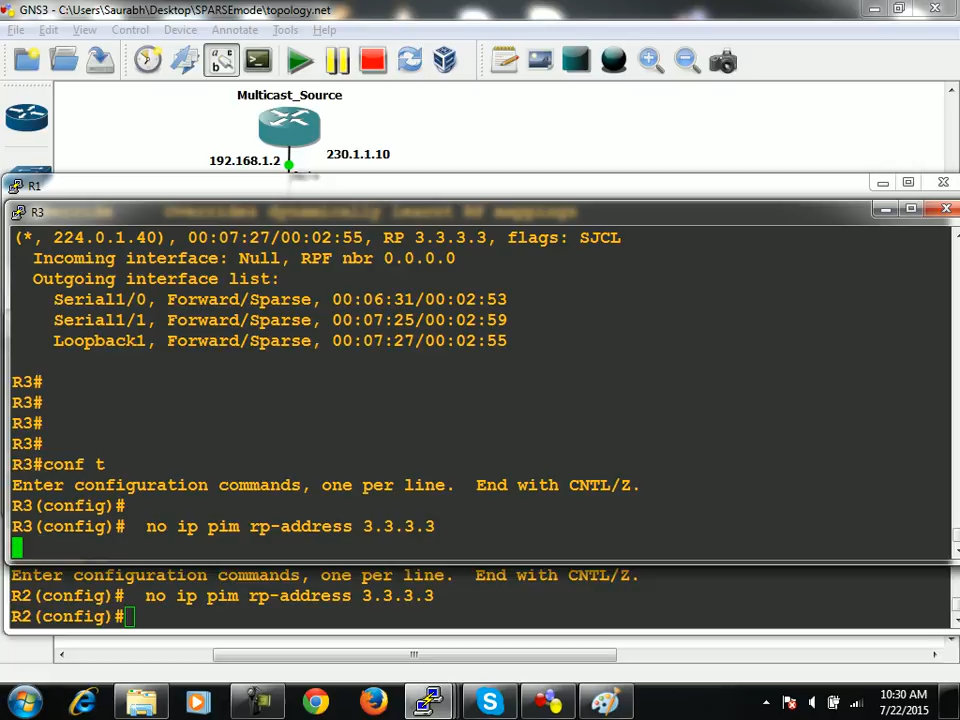 GNS3 - C:\Users\Saurabh\Desktop\SPARSEmode\topology.net
File Edit View Control Device Annotate Tools Help
Multicast_Source
192.168.1.2
230.1.1.10
R1
R3
Overrides dynamically learnt RP mappings
(*, 224.0.1.40), 00:07:27/00:02:55, RP 3.3.3.3, flags: SJCL
Incoming interface: Null, RPF nbr 0.0.0.0
Outgoing interface list:
Serial1/0, Forward/Sparse, 00:06:31/00:02:53
Serial1/1, Forward/Sparse, 00:07:25/00:02:59
Loopback1, Forward/Sparse, 00:07:27/00:02:55
R3#
R3#
R3#
R3#
R3#conf t
Enter configuration commands, one per line. End with CNTL/Z.
R3(config)#
R3(config)# no ip pim rp-address 3.3.3.3
Enter configuration commands, one per line. End with CNTL/Z.
R2(config)# no ip pim rp-address 3.3.3.3
R2(config)#
10:30 AM
7/22/2015